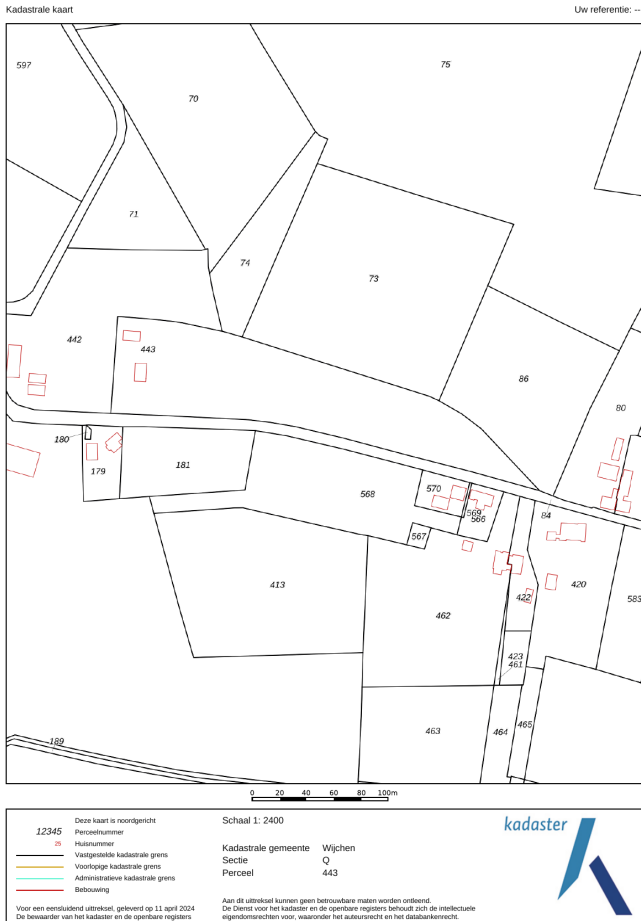 Kadastrale kaart Uw referentie: --
75
597
70
71
74
73
442
443
86
80
180
179
181
568
570
569
566
84
567
413
462
422
420
583
423
461
463
464
465
189
0 20 40 60 80 100m
Deze kaart is noordgericht
12345 Perceelnummer
25 Huisnummer
Vastgestelde kadastrale grens
Voorlopige kadastrale grens
Administratieve kadastrale grens
Bebouwing
Voor een eensluidend uittreksel, geleverd op 11 april 2024
De bewaarder van het kadaster en de openbare registers
Schaal 1: 2400
Kadastrale gemeente Wijchen
Sectie Q
Perceel 443
Aan dit uittreksel kunnen geen betrouwbare maten worden ontleend.
De Dienst voor het kadaster en de openbare registers behoudt zich de intellectuele
eigendomsrechten voor, waaronder het auteursrecht en het databankenrecht.
kadaster